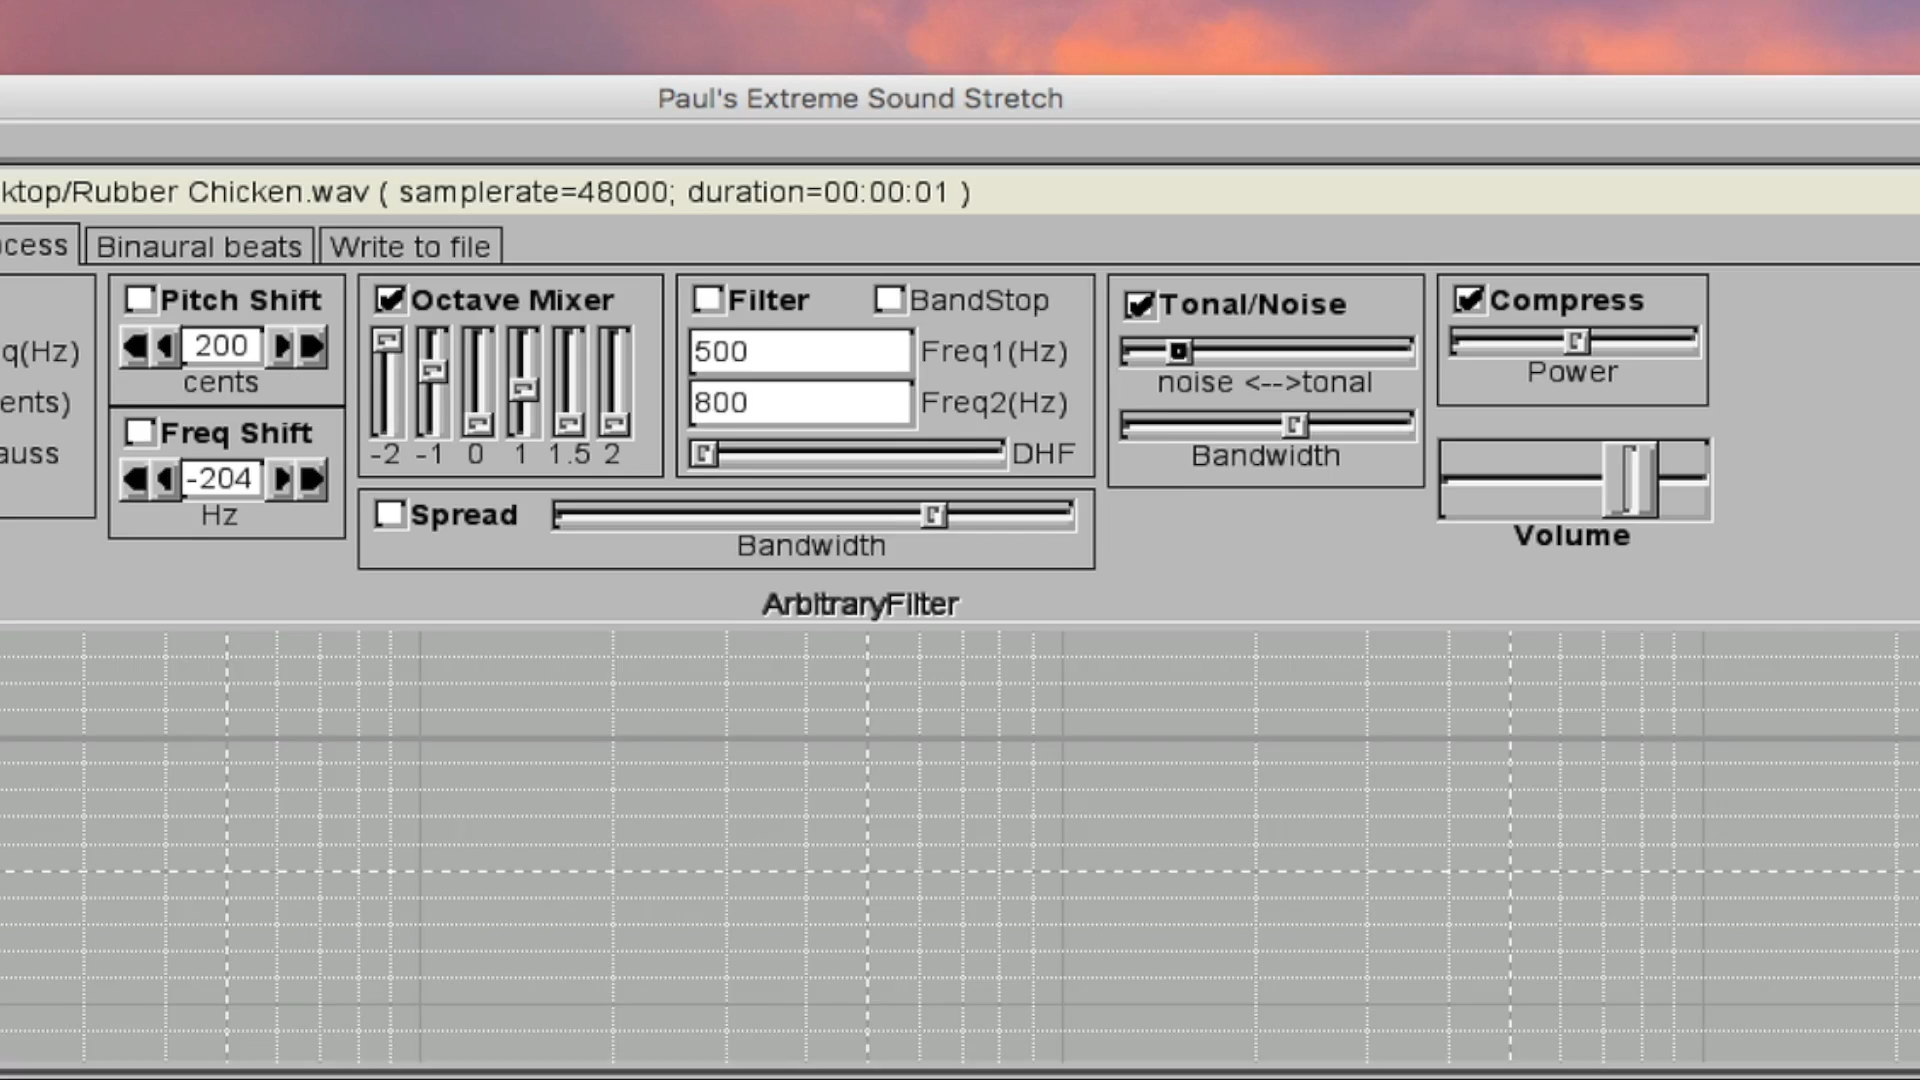 Paul's Extreme Sound Stretch
ktop/Rubber Chicken.wav ( samplerate=48000; duration=00:00:01 )
cess Binaural beats Write to file
Pitch Shift Octave Mixer Filter BandStop Tonal/Noise Compress
q(Hz) 200 500 Freq1(Hz)
cents noise <-->tonal Power
ents) 800 Freq2(Hz)
Freq Shift
auss -2 -1 0 1 1.5 2 DHF Bandwidth
-204
Hz Spread Volume
Bandwidth
ArbitraryFilter